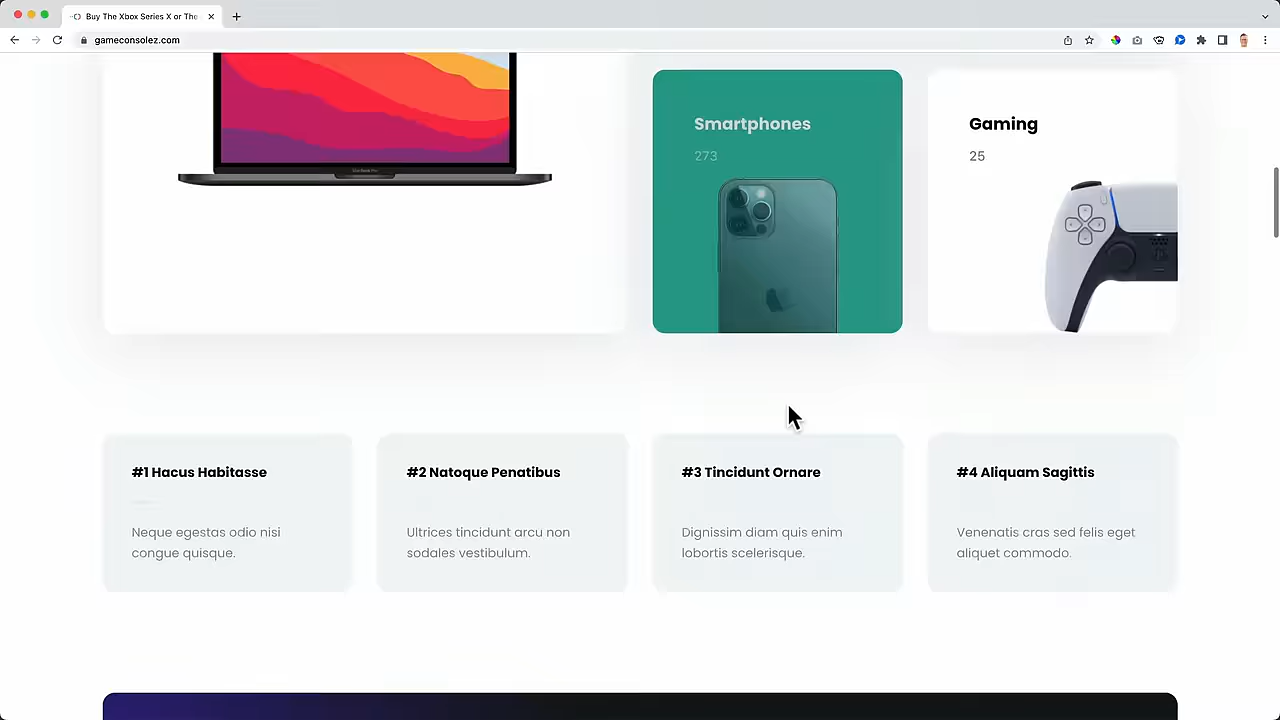 Buy The Xbox Series X or The
gameconsolez.com
Smartphones
273
Gaming
25
#1 Hacus Habitasse
Neque egestas odio nisi
congue quisque.
#2 Natoque Penatibus
Ultrices tincidunt arcu non
sodales vestibulum.
#3 Tincidunt Ornare
Dignissim diam quis enim
lobortis scelerisque.
#4 Aliquam Sagittis
Venenatis cras sed felis eget
aliquet commodo.